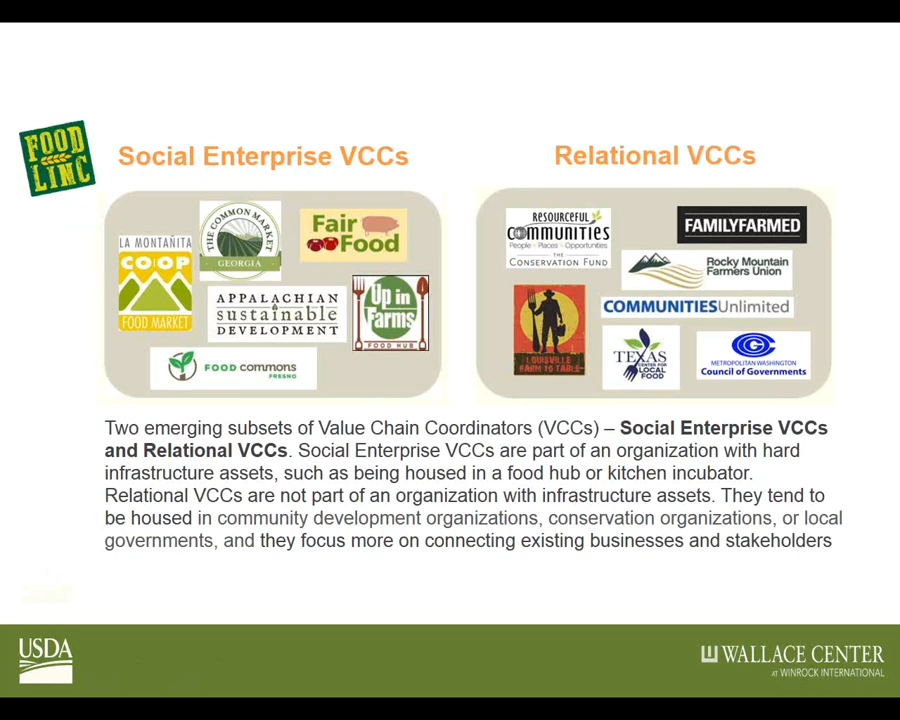 FOOD
LINC
Social Enterprise VCCs
LA MONTAÑITA
CO·OP
FOOD MARKET
THE COMMON MARKET
GEORGIA
Fair
Food
APPALACHIAN
sustainable
DEVELOPMENT
Up in
Farms
FOOD HUB
FOOD commons
FRESNO
Relational VCCs
RESOURCEFUL
COMMUNITIES
People • Places • Opportunities
THE
CONSERVATION FUND
FAMILYFARMED
Rocky Mountain
Farmers Union
COMMUNITIESUnlimited
LOUISVILLE
FARM TO TABLE
TEXAS
CENTER FOR
LOCAL
FOOD
METROPOLITAN WASHINGTON
Council of Governments
Two emerging subsets of Value Chain Coordinators (VCCs) – Social Enterprise VCCs
and Relational VCCs. Social Enterprise VCCs are part of an organization with hard
infrastructure assets, such as being housed in a food hub or kitchen incubator.
Relational VCCs are not part of an organization with infrastructure assets. They tend to
be housed in community development organizations, conservation organizations, or local
governments, and they focus more on connecting existing businesses and stakeholders
USDA
WALLACE CENTER
AT WINROCK INTERNATIONAL